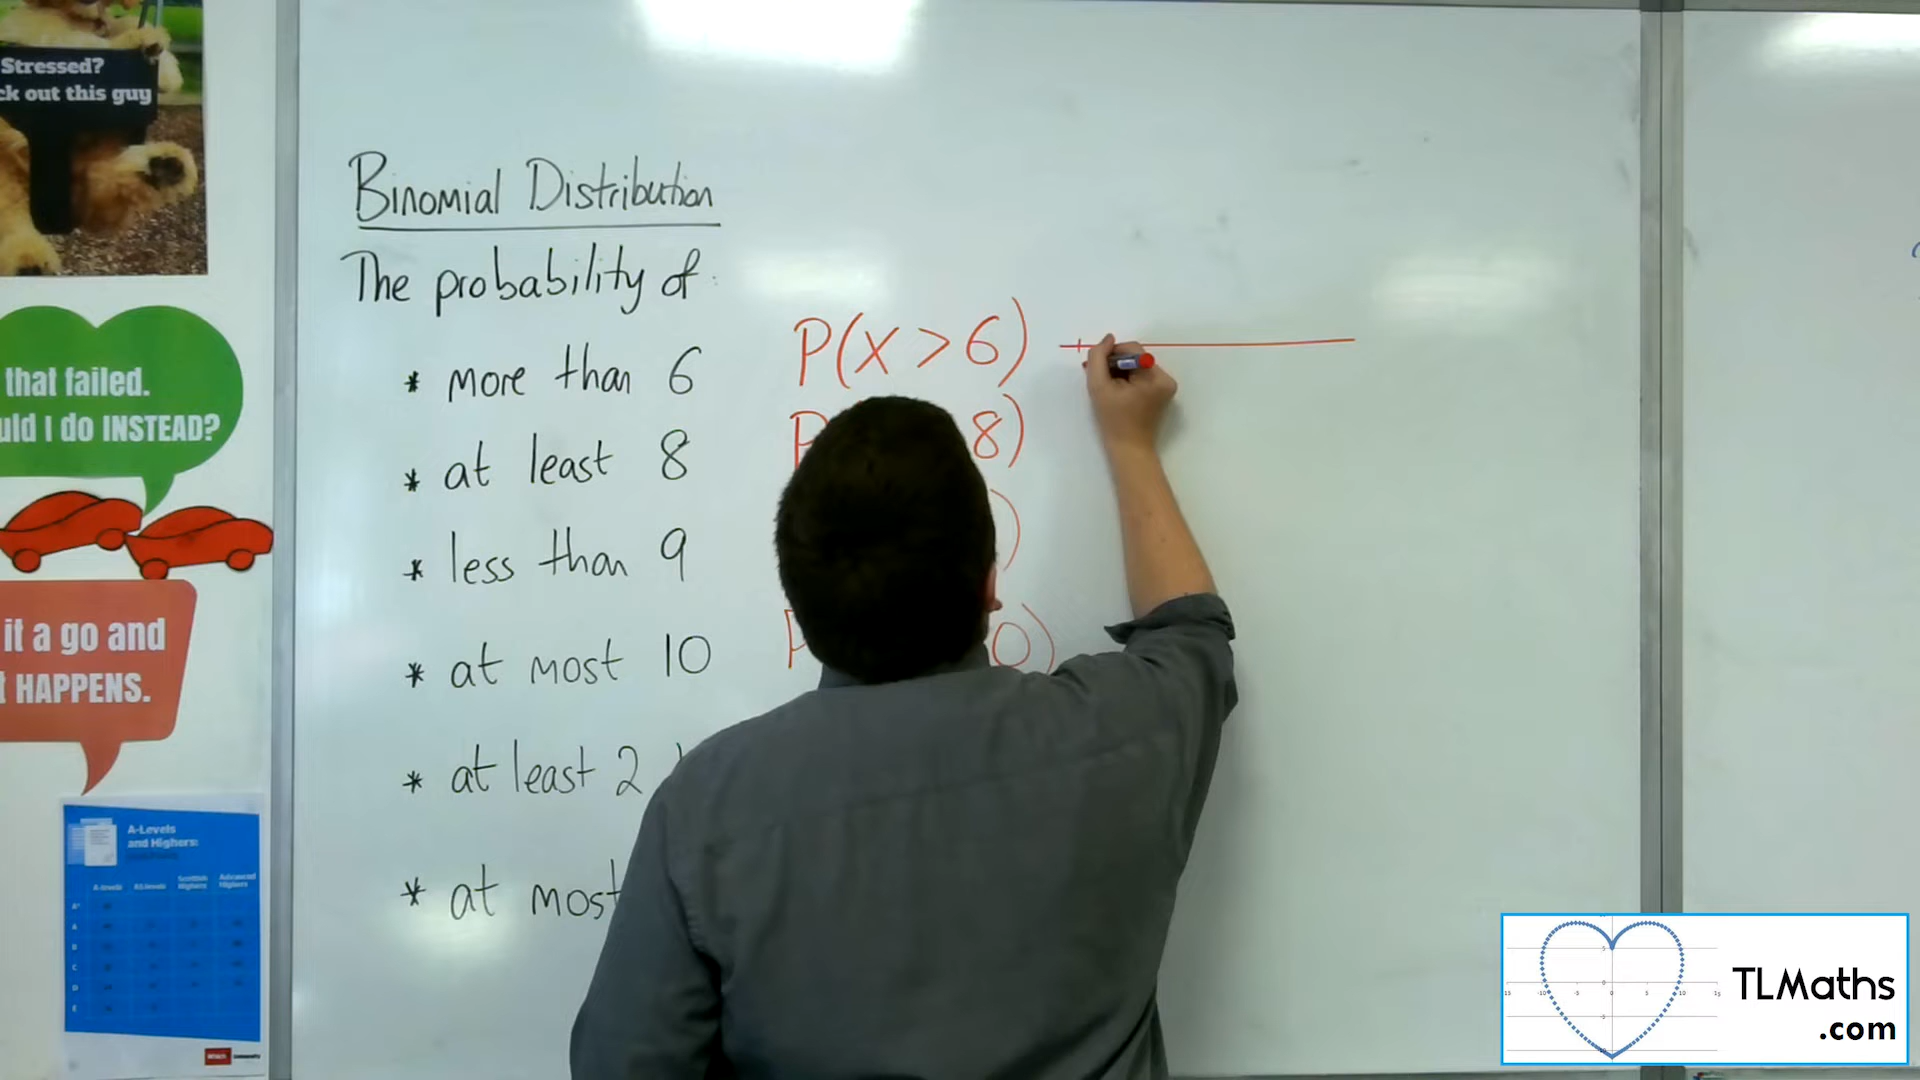 Stressed?
ck out this guy
that failed.
uld I do INSTEAD?
it a go and
t HAPPENS.
A-Levels
and Highers:
Binomial Distribution
The probability of:
* more than 6 P(X > 6)
* at least 8 P 8)
* less than 9 )
* at most 10 P 0)
* at least 2
* at most
TLMaths
.com